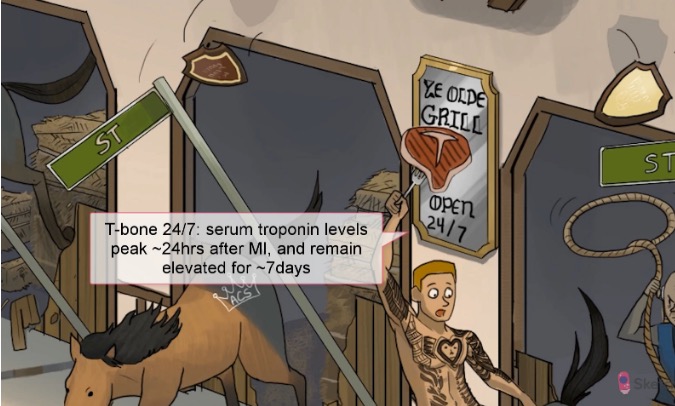 ST
YE OLDE
GRILL
OPEN
24/7
ST
T-bone 24/7: serum troponin levels
peak ~24hrs after MI, and remain
elevated for ~7days
ACS
Ske